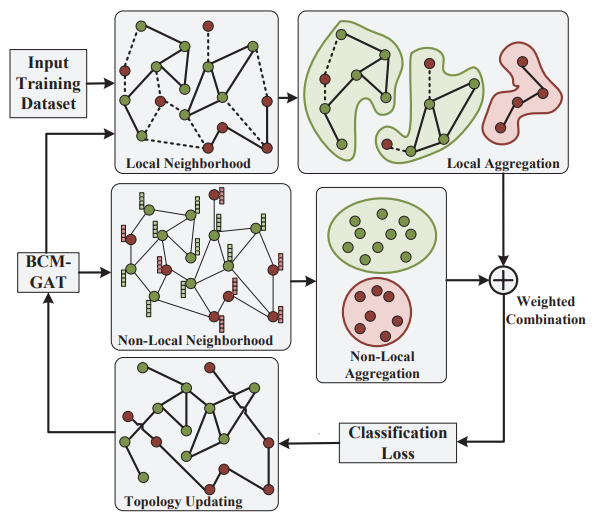 Input
Training
Dataset
Local Neighborhood
Local Aggregation
BCM-
GAT
Non-Local Neighborhood
Non-Local
Aggregation
Weighted
Combination
Topology Updating
Classification
Loss